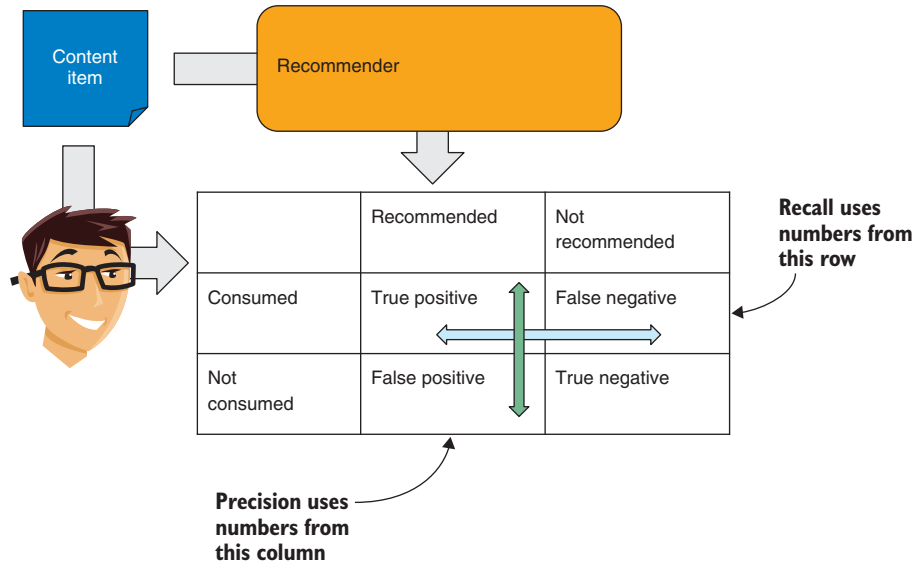 Content
item
Recommender
Recommended
Not
recommended
Recall uses
numbers from
this row
Consumed
True positive
False negative
Not
consumed
False positive
True negative
Precision uses
numbers from
this column